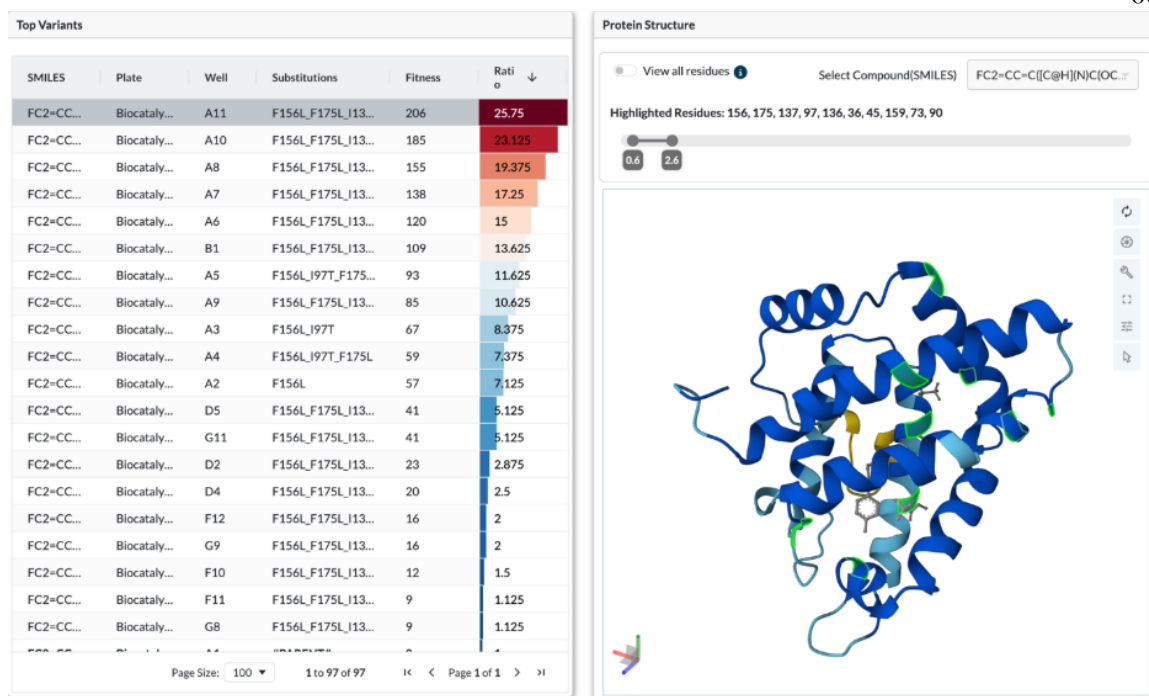 Top Variants
SMILES Plate Well Substitutions Fitness Ratio ↓
FC2=CC... Biocataly... A11 F156L_F175L_I13... 206 25.75
FC2=CC... Biocataly... A10 F156L_F175L_I13... 185 23.125
FC2=CC... Biocataly... A8 F156L_F175L_I13... 155 19.375
FC2=CC... Biocataly... A7 F156L_F175L_I13... 138 17.25
FC2=CC... Biocataly... A6 F156L_F175L_I13... 120 15
FC2=CC... Biocataly... B1 F156L_F175L_I13... 109 13.625
FC2=CC... Biocataly... A5 F156L_I97T_F175... 93 11.625
FC2=CC... Biocataly... A9 F156L_F175L_I13... 85 10.625
FC2=CC... Biocataly... A3 F156L_I97T 67 8.375
FC2=CC... Biocataly... A4 F156L_I97T_F175L 59 7.375
FC2=CC... Biocataly... A2 F156L 57 7.125
FC2=CC... Biocataly... D5 F156L_F175L_I13... 41 5.125
FC2=CC... Biocataly... G11 F156L_F175L_I13... 41 5.125
FC2=CC... Biocataly... D2 F156L_F175L_I13... 23 2.875
FC2=CC... Biocataly... D4 F156L_F175L_I13... 20 2.5
FC2=CC... Biocataly... F12 F156L_F175L_I13... 16 2
FC2=CC... Biocataly... G9 F156L_F175L_I13... 16 2
FC2=CC... Biocataly... F10 F156L_F175L_I13... 12 1.5
FC2=CC... Biocataly... F11 F156L_F175L_I13... 9 1.125
FC2=CC... Biocataly... G8 F156L_F175L_I13... 9 1.125
Page Size: 100 1 to 97 of 97 Page 1 of 1
Protein Structure
View all residues Select Compound(SMILES) FC2=CC=C([C@H](N)C(OC...
Highlighted Residues: 156, 175, 137, 97, 136, 36, 45, 159, 73, 90
0.6 2.6